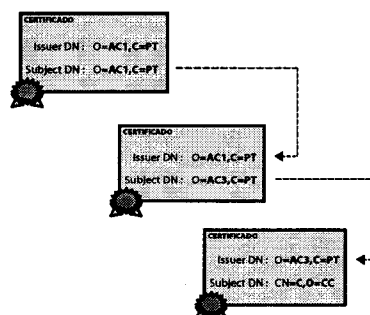 CERTIFICADO
Issuer DN : O=AC1,C=PT
Subject DN : O=AC1,C=PT
CERTIFICADO
Issuer DN : O=AC1,C=PT
Subject DN : O=AC3,C=PT
CERTIFICADO
Issuer DN : O=AC3,C=PT
Subject DN : CN=C,O=CC